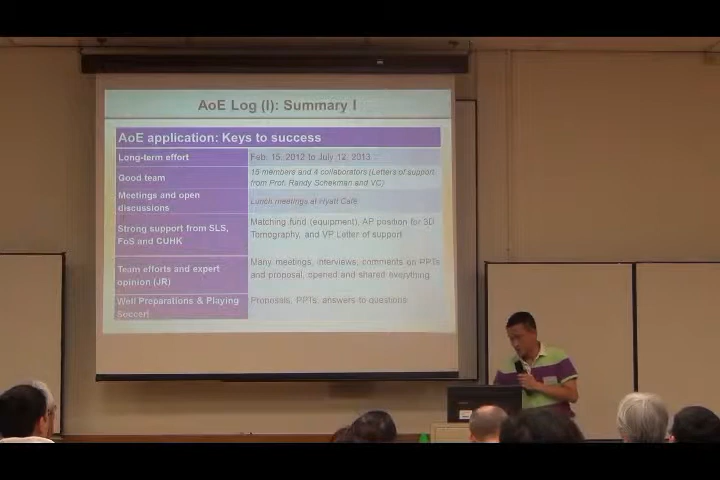 AoE Log (I): Summary I
AoE application: Keys to success
Long-term effort
Feb. 15, 2012 to July 12, 2013
Good team
15 members and 4 collaborators (Letters of support
from Prof. Randy Schekman and VC)
Meetings and open
discussions
Lunch meetings at Hyatt Café
Strong support from SLS,
FoS and CUHK
Matching fund (equipment), AP position for 3D
Tomography, and VP Letter of support
Team efforts and expert
opinion (JR)
Many meetings, interviews, comments on PPTs
and proposal, opened and shared everything
Well Preparations & Playing
Soccer!
Proposals, PPTs, answers to questions